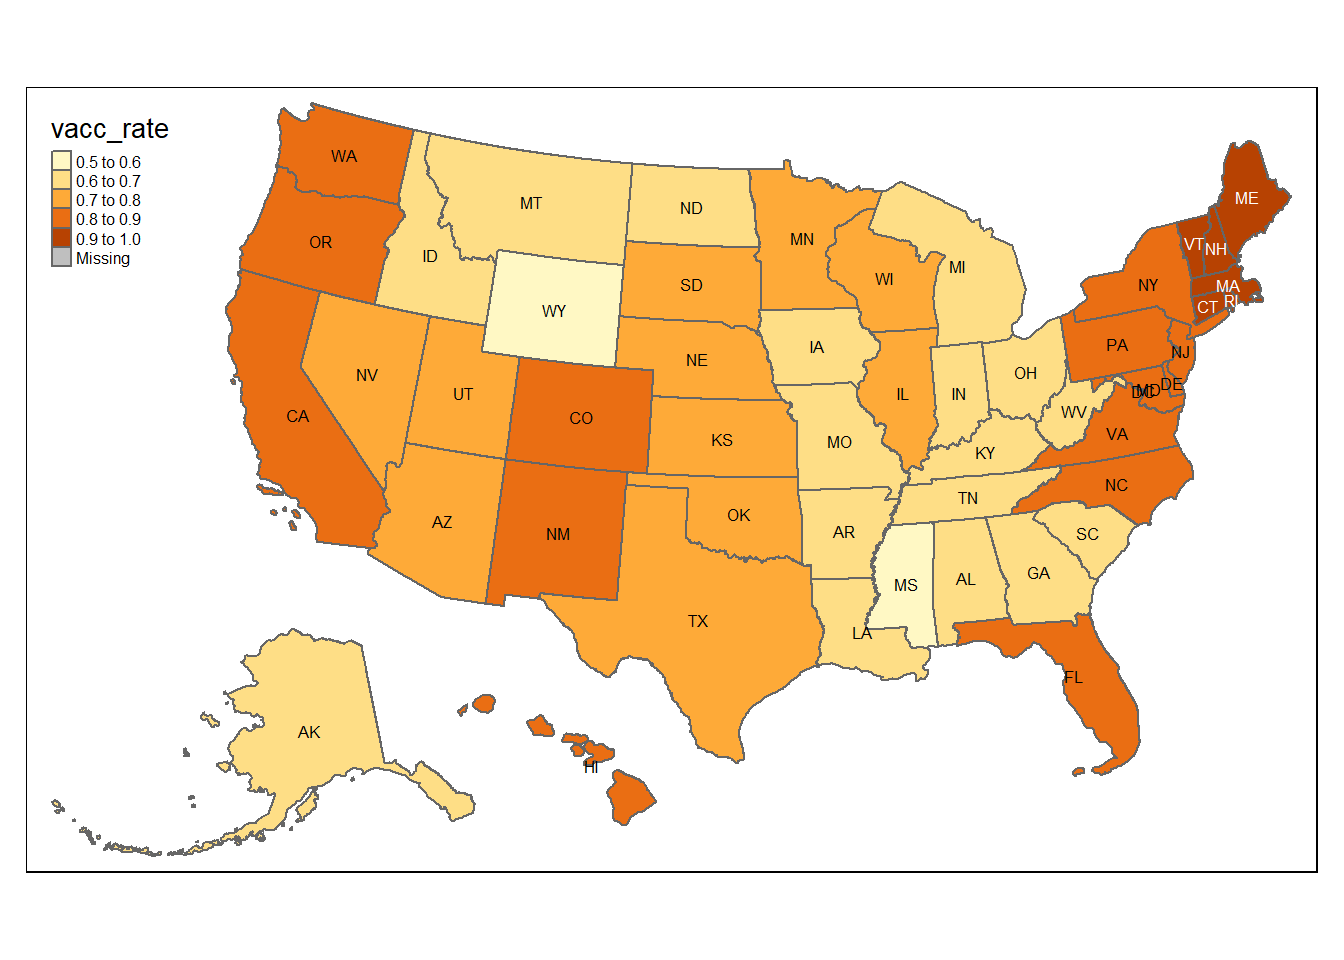 vacc_rate
0.5 to 0.6
0.6 to 0.7
0.7 to 0.8
0.8 to 0.9
0.9 to 1.0
Missing
WA
MT
ND
ME
OR
ID
MN
MI
VT
NH
SD
WI
NY
MA
WY
RI
CT
IA
PA
NJ
NE
NV
UT
IL
IN
OH
DE
MD
DC
CA
CO
KS
MO
KY
WV
VA
AZ
NM
OK
AR
TN
NC
SC
MS
AL
GA
TX
LA
FL
AK
HI